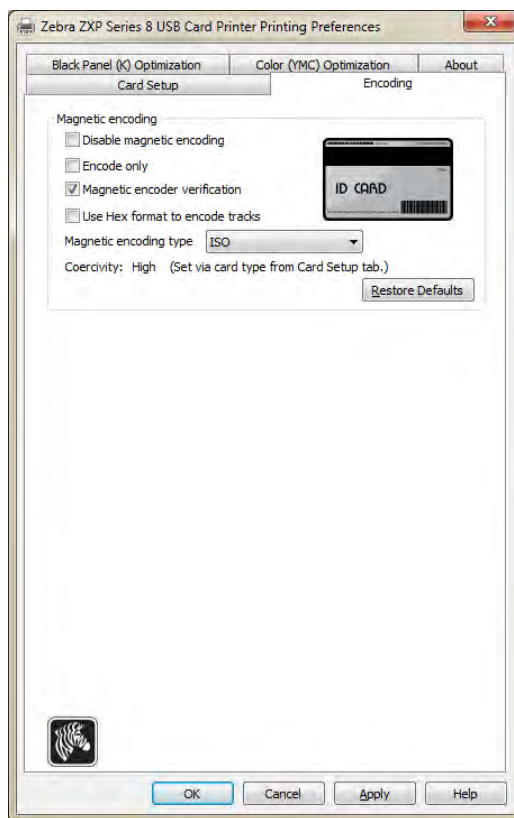 Zebra ZXP Series 8 USB Card Printer Printing Preferences
Black Panel (K) Optimization Color (YMC) Optimization About
Card Setup Encoding
Magnetic encoding
Disable magnetic encoding
Encode only
Magnetic encoder verification
Use Hex format to encode tracks
ID CARD
Magnetic encoding type ISO
Coercivity: High (Set via card type from Card Setup tab.)
Restore Defaults
OK Cancel Apply Help